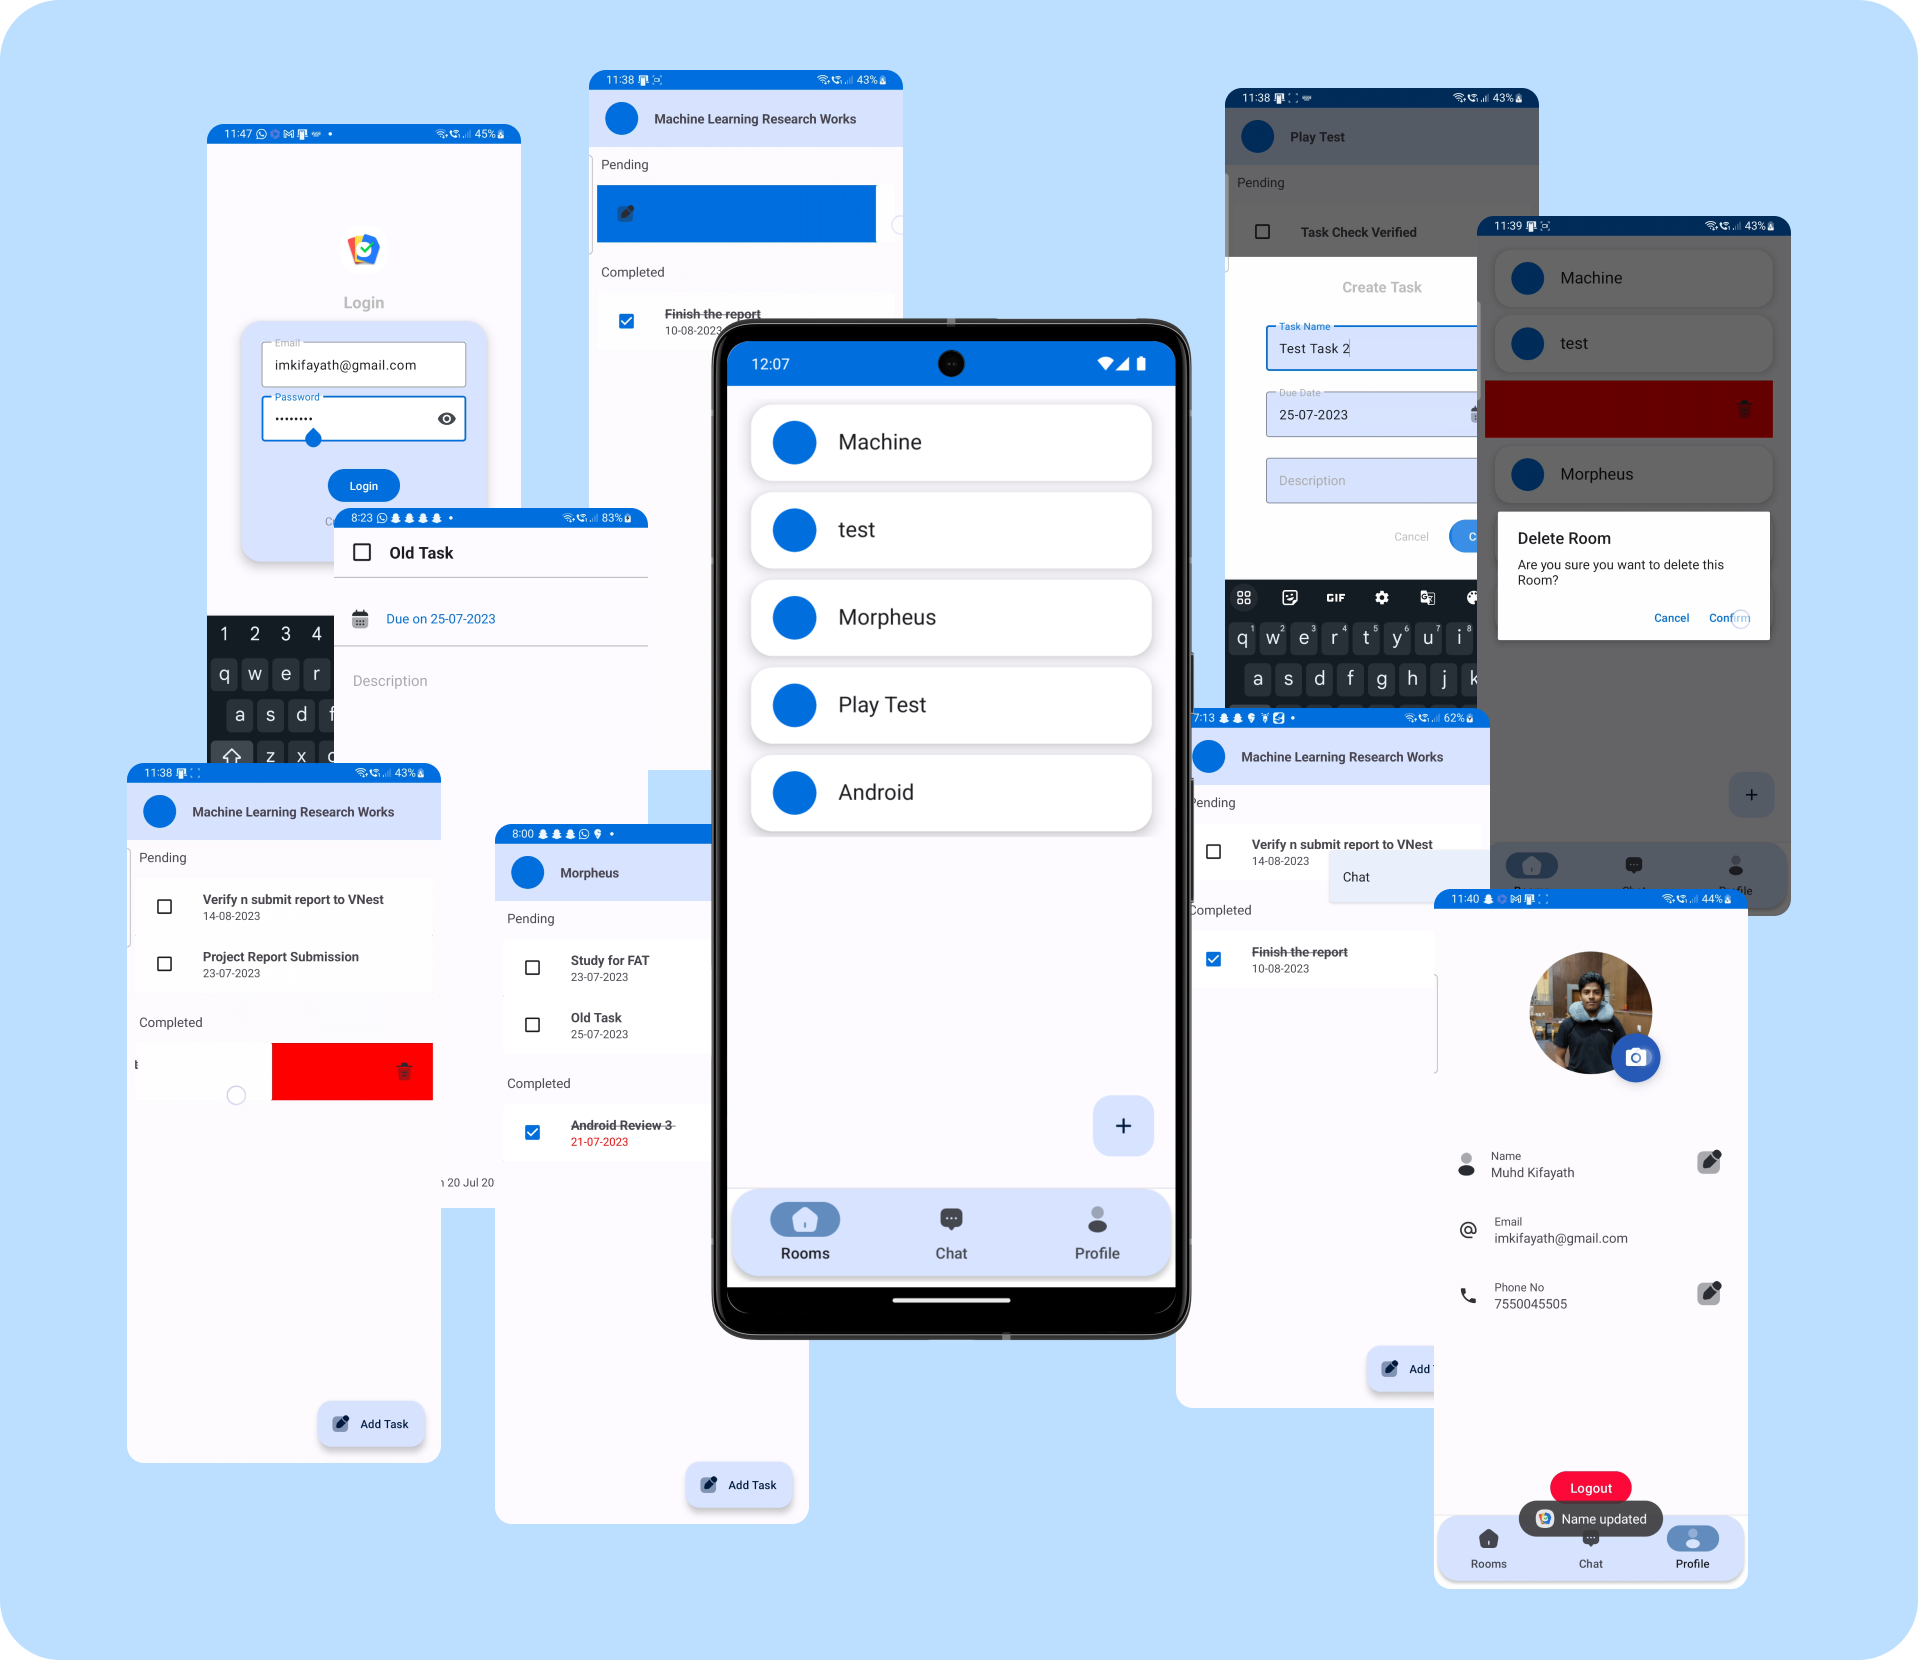 11:47
45%
Login
Email
imkifayath@gmail.com
Password
••••••••
Login
1 2 3 4
q w e r
a s d f
z x c
11:38
43%
Machine Learning Research Works
Pending
Completed
Finish the report
10-08-2023
8:23
83%
Old Task
Due on 25-07-2023
Description
20 Jul 20
11:38
43%
Machine Learning Research Works
Pending
Verify n submit report to VNest
14-08-2023
Project Report Submission
23-07-2023
Completed
t
Add Task
8:00
Morpheus
Pending
Study for FAT
23-07-2023
Old Task
25-07-2023
Completed
Android Review 3
21-07-2023
Add Task
12:07
Machine
test
Morpheus
Play Test
Android
+
Rooms
Chat
Profile
11:38
43%
Play Test
Pending
Task Check Verified
Create Task
Task Name
Test Task 2
Due Date
25-07-2023
Description
Cancel
C
GIF
q1 w2 e3 r4 t5 y6 u7 i8
a s d f g h j k
11:39
43%
Machine
test
Morpheus
Delete Room
Are you sure you want to delete this
Room?
Cancel
Confirm
+
7:13
62%
Machine Learning Research Works
Pending
Verify n submit report to VNest
14-08-2023
Chat
Completed
Finish the report
10-08-2023
Add
11:40
44%
Name
Muhd Kifayath
Email
imkifayath@gmail.com
Phone No
7550045505
Logout
Name updated
Rooms
Chat
Profile